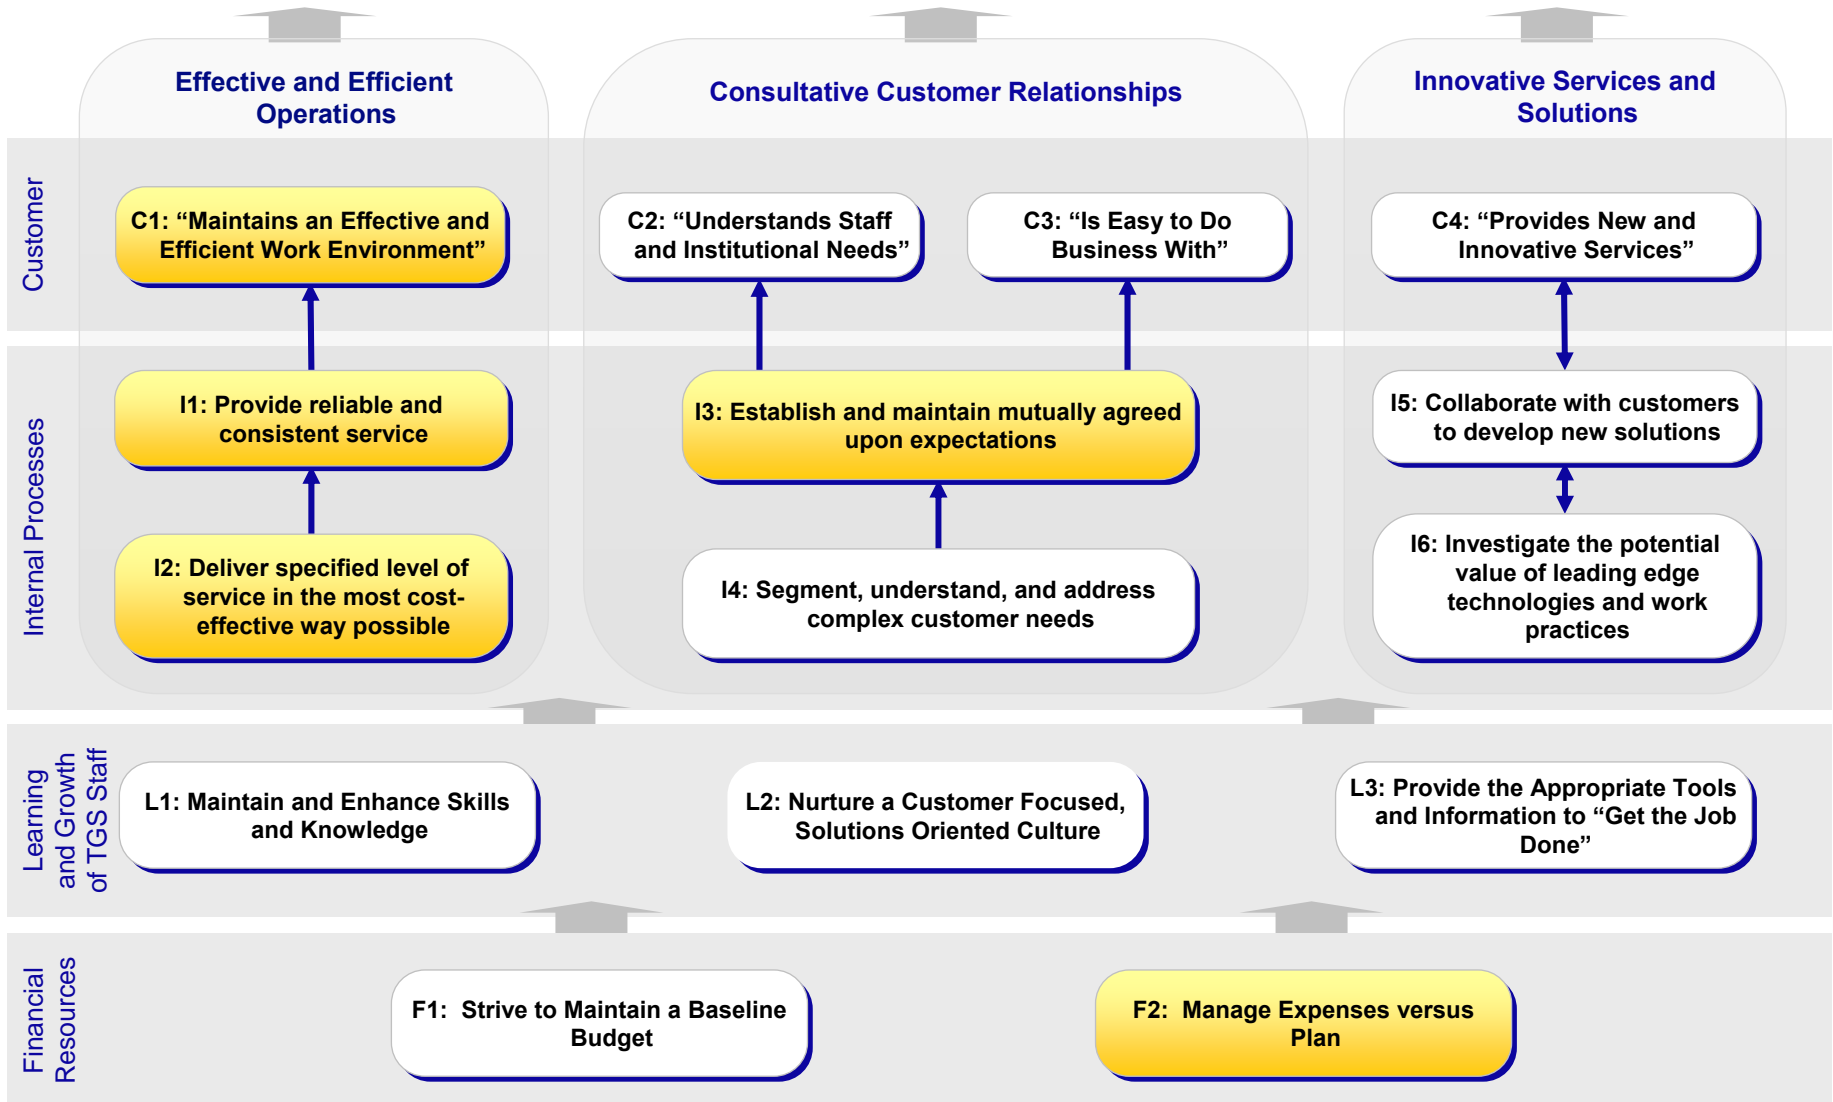 Effective and Efficient
Operations
Consultative Customer Relationships
Innovative Services and
Solutions
Customer
C1: “Maintains an Effective and
Efficient Work Environment”
C2: “Understands Staff
and Institutional Needs”
C3: “Is Easy to Do
Business With”
C4: “Provides New and
Innovative Services”
Internal Processes
I1: Provide reliable and
consistent service
I3: Establish and maintain mutually agreed
upon expectations
I5: Collaborate with customers
to develop new solutions
I2: Deliver specified level of
service in the most cost-
effective way possible
I4: Segment, understand, and address
complex customer needs
I6: Investigate the potential
value of leading edge
technologies and work
practices
Learning
and Growth
of TGS Staff
L1: Maintain and Enhance Skills
and Knowledge
L2: Nurture a Customer Focused,
Solutions Oriented Culture
L3: Provide the Appropriate Tools
and Information to “Get the Job
Done”
Financial
Resources
F1: Strive to Maintain a Baseline
Budget
F2: Manage Expenses versus
Plan